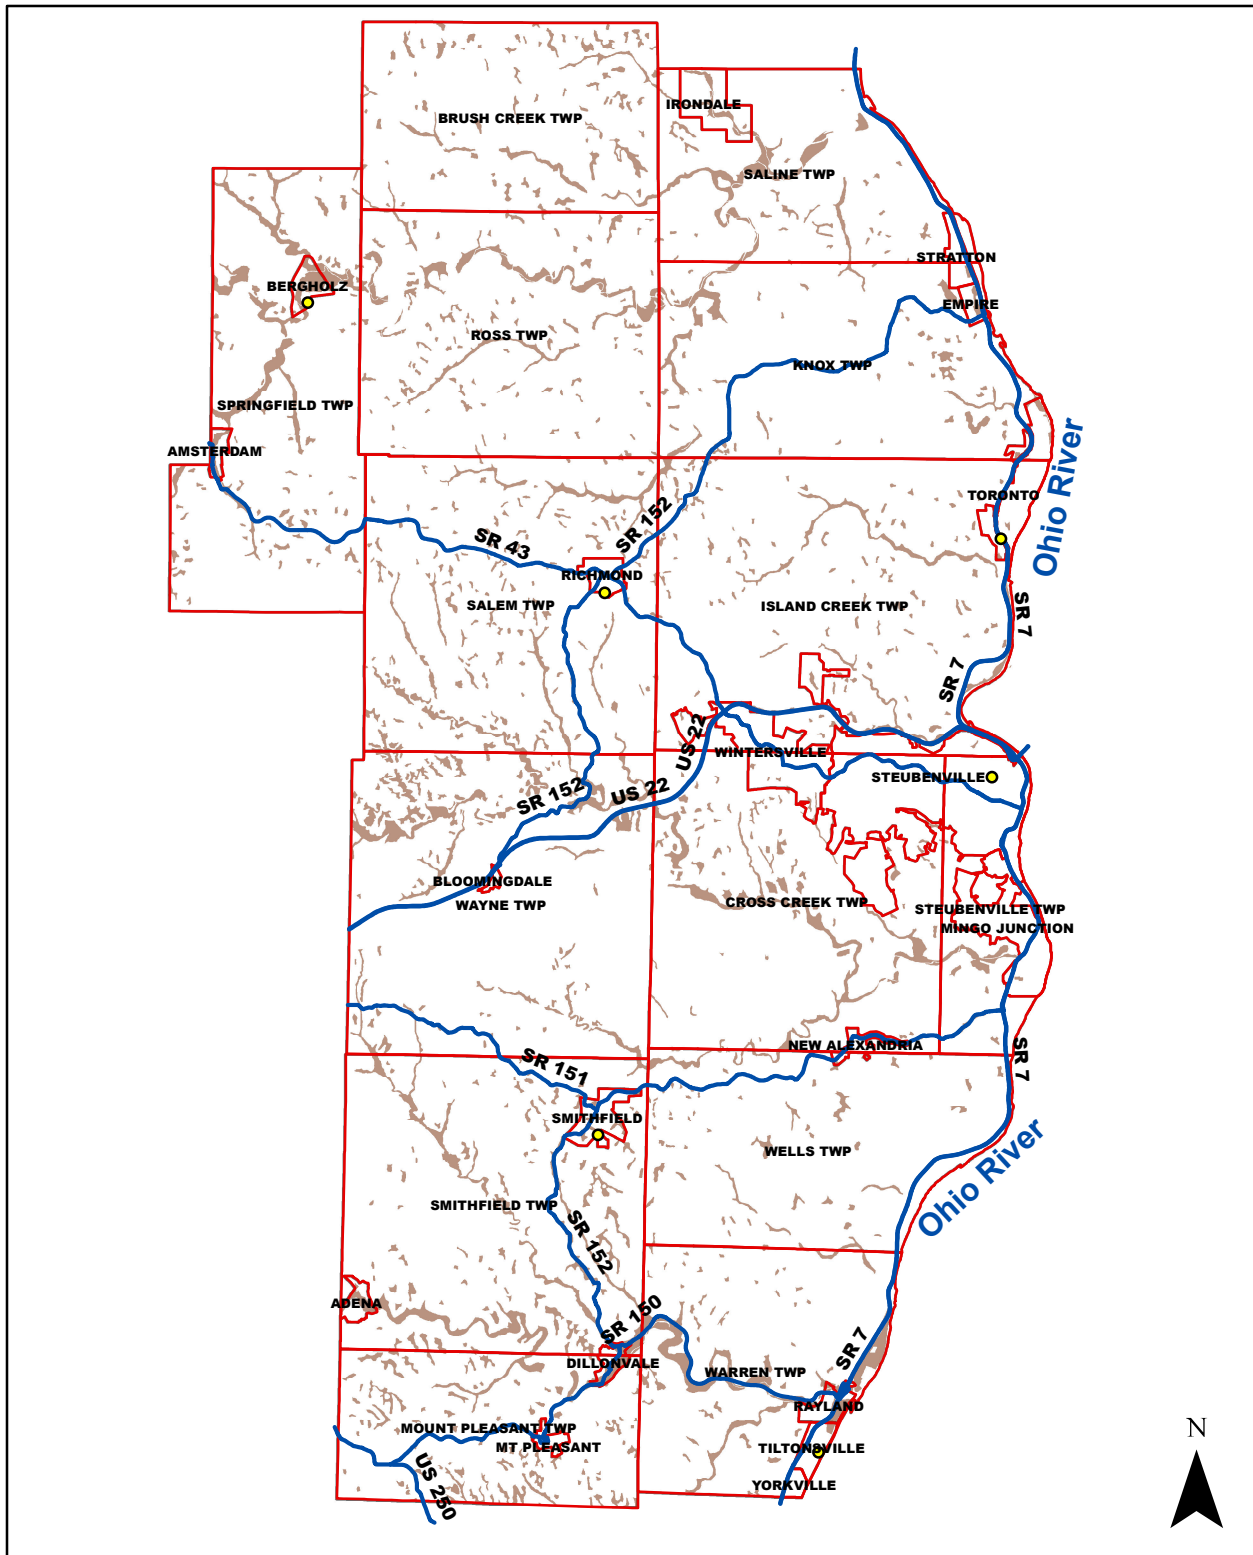 IRONDALE
BRUSH CREEK TWP
SALINE TWP
STRATTON
BERGHOLZ
EMPIRE
ROSS TWP
KNOX TWP
SPRINGFIELD TWP
AMSTERDAM
Ohio River
TORONTO
SR 152
SR 43
RICHMOND
SALEM TWP
ISLAND CREEK TWP
SR 7
SR 7
US 22
WINTERSVILLE
STEUBENVILLE
SR 152
US 22
BLOOMINGDALE
WAYNE TWP
CROSS CREEK TWP
STEUBENVILLE TWP
MINGO JUNCTION
NEW ALEXANDRIA
SR 7
SR 151
SMITHFIELD
WELLS TWP
Ohio River
SMITHFIELD TWP
SR 152
ADENA
SR 150
SR 7
DILLONVALE
WARREN TWP
RAYLAND
MOUNT PLEASANT TWP
MT PLEASANT
TILTONSVILLE
YORKVILLE
US 250
N